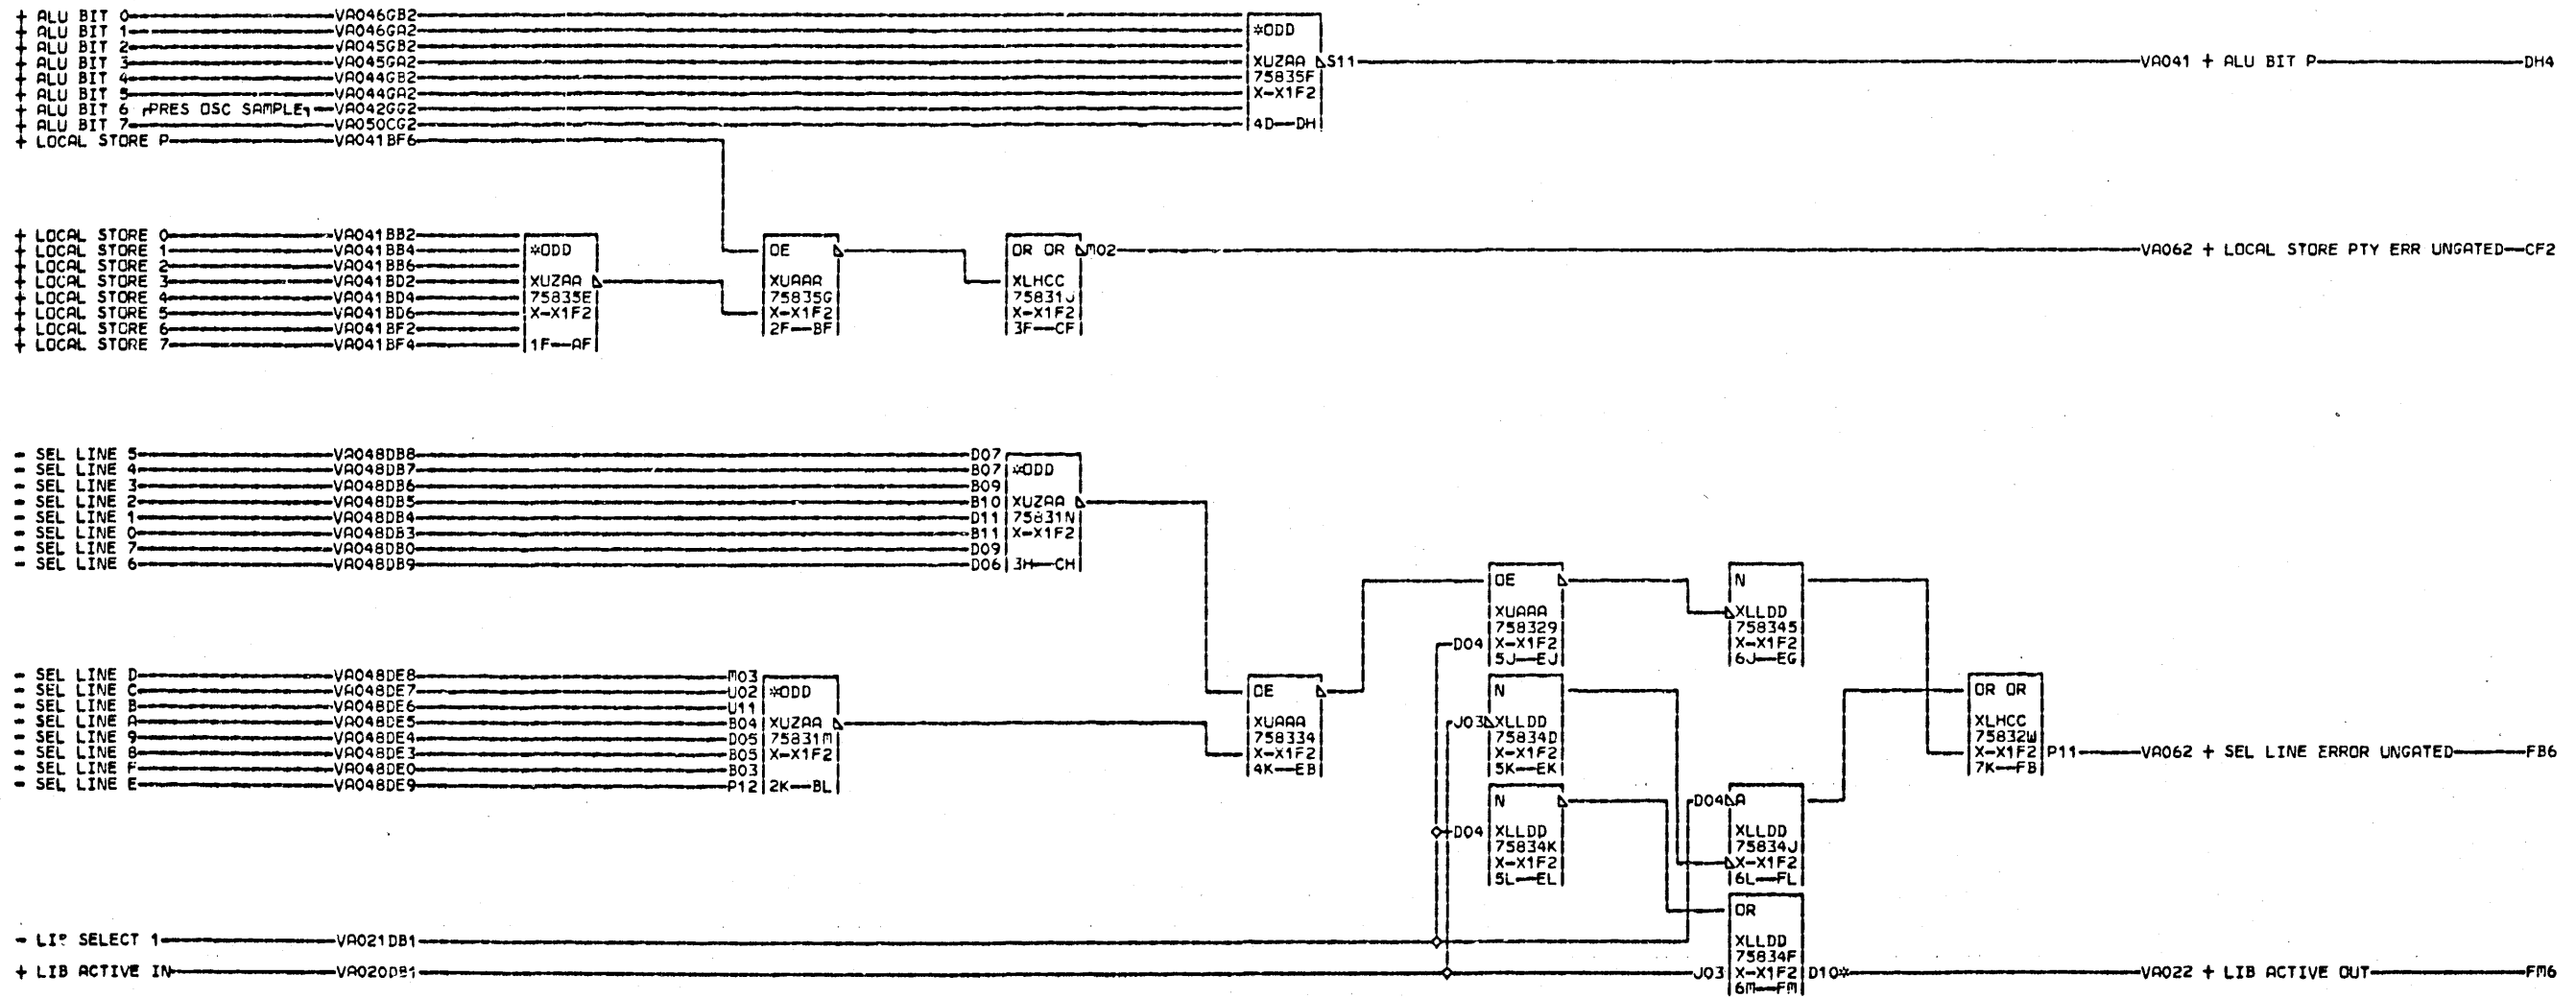 + ALU BIT 0 VA046GB2
+ ALU BIT 1 VA046GA2
+ ALU BIT 2 VA045GB2
+ ALU BIT 3 VA045GA2
+ ALU BIT 4 VA044GB2
+ ALU BIT 5 VA044GA2
+ ALU BIT 6 PRES OSC SAMPLE VA042GG2
+ ALU BIT 7 VA050CG2
+ LOCAL STORE P VA041BF6
*ODD
XUZAA S11
75835F
X-X1F2
4D DH
VA041 + ALU BIT P DH4
+ LOCAL STORE 0 VA041BB2
+ LOCAL STORE 1 VA041BB4
+ LOCAL STORE 2 VA041BB6
+ LOCAL STORE 3 VA041BD2
+ LOCAL STORE 4 VA041BD4
+ LOCAL STORE 5 VA041BD6
+ LOCAL STORE 6 VA041BF2
+ LOCAL STORE 7 VA041BF4
*ODD
XUZAA
75835E
X-X1F2
1F AF
OE
XUAAA
75835G
X-X1F2
2F BF
OR OR M02
XLHCC
75831J
X-X1F2
3F CF
VA062 + LOCAL STORE PTY ERR UNGATED CF2
- SEL LINE 5 VA048DB8 D07
- SEL LINE 4 VA048DB7 B07
- SEL LINE 3 VA048DB6 B09
- SEL LINE 2 VA048DB5 B10
- SEL LINE 1 VA048DB4 D11
- SEL LINE 0 VA048DB3 B11
- SEL LINE 7 VA048DB0 D09
- SEL LINE 6 VA048DB9 D06
*ODD
XUZAA
75831N
X-X1F2
3H CH
- SEL LINE D VA048DE8 M03
- SEL LINE C VA048DE7 U02
- SEL LINE B VA048DE6 U11
- SEL LINE A VA048DE5 B04
- SEL LINE 9 VA048DE4 D05
- SEL LINE 8 VA048DE3 B05
- SEL LINE F VA048DE0 B03
- SEL LINE E VA048DE9 P12
*ODD
XUZAA
75831M
X-X1F2
2K BL
OE
XUAAA
758334
X-X1F2
4K EB
OE
XUAAA
758329
D04 X-X1F2
5J EJ
N
XLLDD
758345
X-X1F2
6J EG
N
J03 XLLDD
75834D
X-X1F2
5K EK
N
D04 XLLDD
75834K
X-X1F2
5L EL
D04 A
XLLDD
75834J
X-X1F2
6L FL
OR OR
XLHCC
75832W
X-X1F2 P11
7K FB
VA062 + SEL LINE ERROR UNGATED FB6
OR
XLLDD
75834F
J03 X-X1F2 D10*
6M FM
- SELECT 1 VA021DB1
+ LIB ACTIVE IN VA020DB1
VA022 + LIB ACTIVE OUT FM6